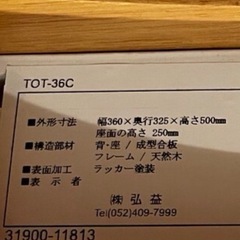 TOT-36C
■外形寸法 幅360×奥行325×高さ500mm
座面の高さ 250mm
■構造部材 背・座/成型合板
フレーム/天然木
■表面加工 ラッカー塗装
■表示者
㈱弘益
Tel(052)409-7999
31900-11813